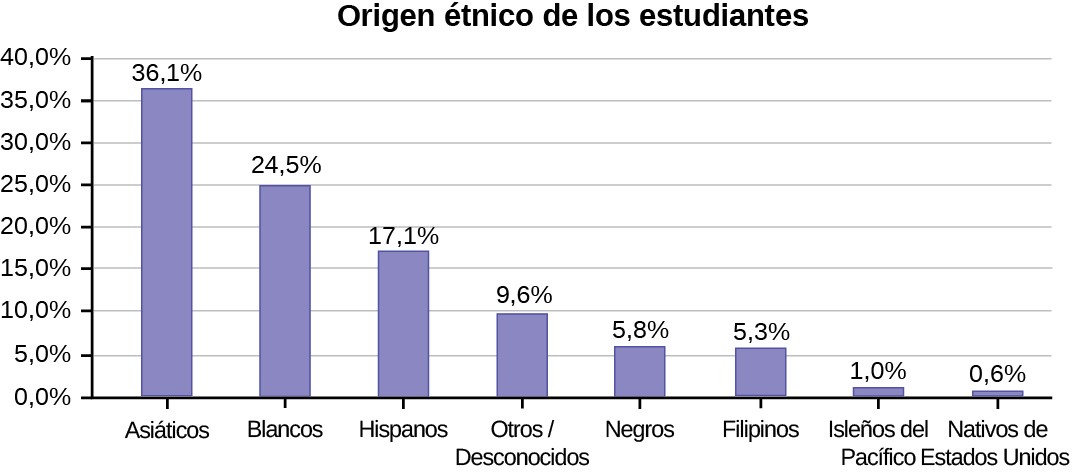 Origen étnico de los estudiantes
40,0%
35,0%
30,0%
25,0%
20,0%
15,0%
10,0%
5,0%
0,0%
36,1%
24,5%
17,1%
9,6%
5,8%
5,3%
1,0%
0,6%
Asiáticos
Blancos
Hispanos
Otros /
Desconocidos
Negros
Filipinos
Isleños del
Pacífico
Nativos de
Estados Unidos